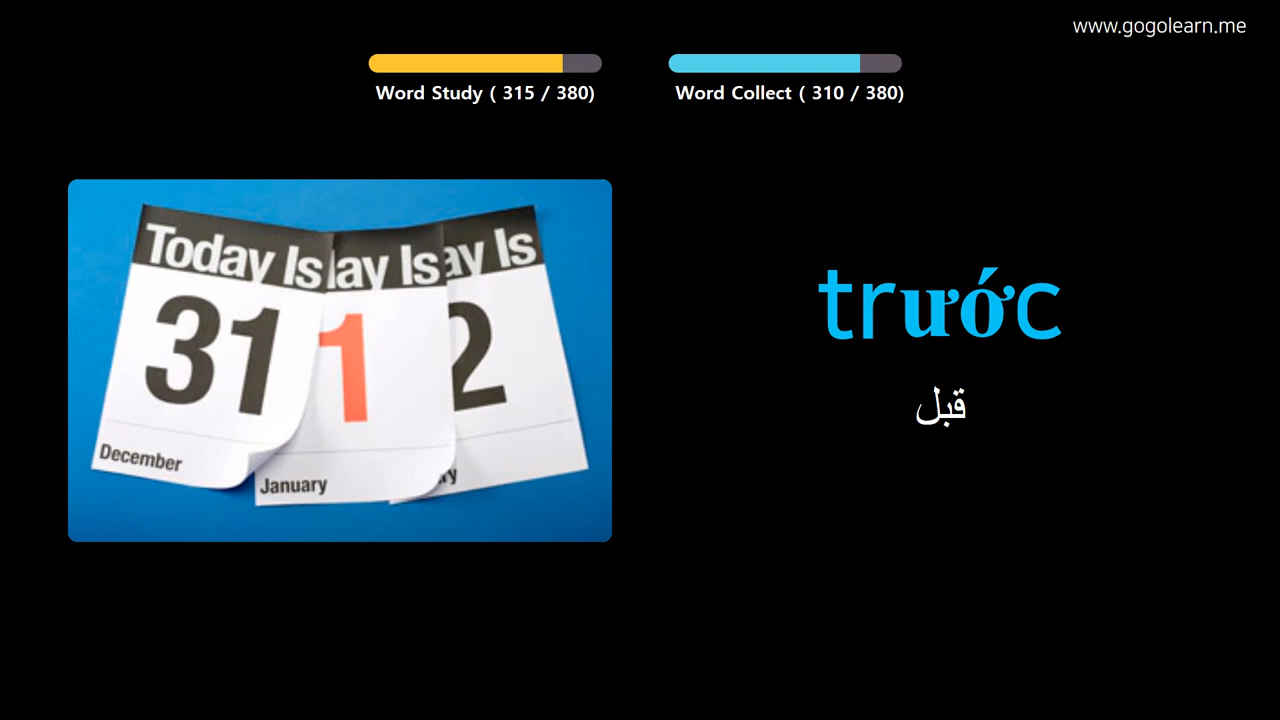 www.gogolearn.me
Word Study ( 315 / 380)
Word Collect ( 310 / 380)
Today Is
ay Is
ay Is
31
1
2
December
January
ry
trước
قبل